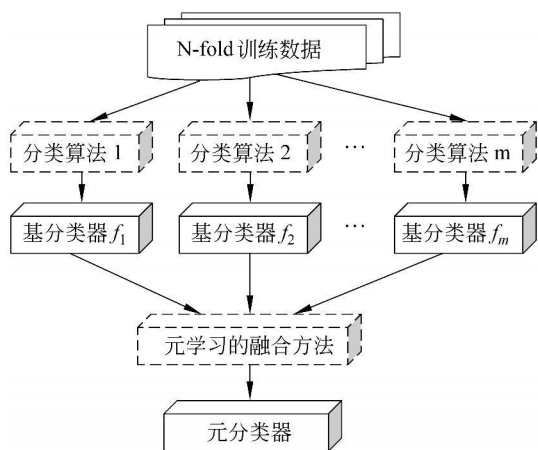 N-fold 训练数据
分类算法 1 分类算法 2 … 分类算法 m
基分类器 f₁ 基分类器 f₂ … 基分类器 fₘ
元学习的融合方法
元分类器